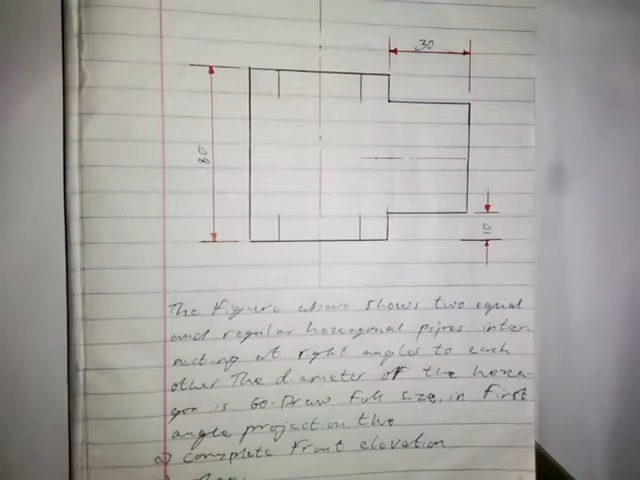 30
80
10
The figure above shows two equal
and regular hexagonal pipes inter-
secting at right angles to each
other The diameter of the hexa-
gon is 60. Draw full size, in first
angle projection the
a) complete front elevation